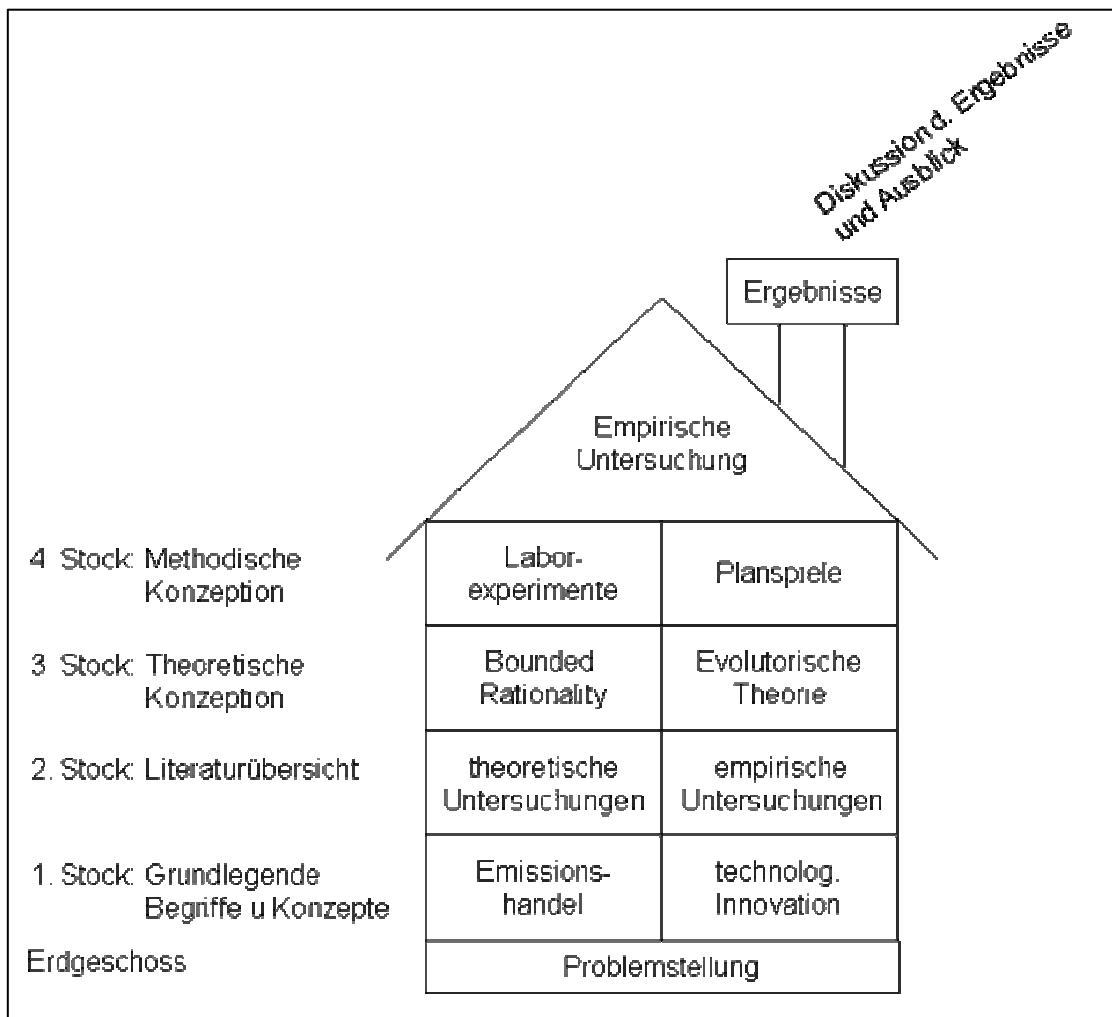 Diskussion d. Ergebnisse
und Ausblick
Ergebnisse
Empirische
Untersuchung
4. Stock: Methodische
Konzeption
Labor-
experimente
Planspiele
3. Stock: Theoretische
Konzeption
Bounded
Rationality
Evolutorische
Theorie
2. Stock: Literaturübersicht
theoretische
Untersuchungen
empirische
Untersuchungen
1. Stock: Grundlegende
Begriffe u Konzepte
Emissions-
handel
technolog.
Innovation
Erdgeschoss
Problemstellung